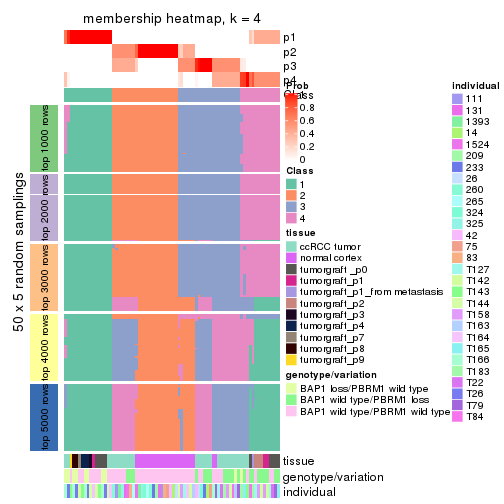 membership heatmap, k = 4
p1
p2
p3
p4
Class
50 x 5 random samplings
top 1000 rows
top 2000 rows
top 3000 rows
top 4000 rows
top 5000 rows
tissue
genotype/variation
individual
Prob
1
0.8
0.6
0.4
0.2
0
Class
1
2
3
4
tissue
ccRCC tumor
normal cortex
tumorgraft _p0
tumorgraft_p1
tumorgraft_p1_from metastasis
tumorgraft_p2
tumorgraft_p3
tumorgraft_p4
tumorgraft_p7
tumorgraft_p8
tumorgraft_p9
genotype/variation
BAP1 loss/PBRM1 wild type
BAP1 wild type/PBRM1 loss
BAP1 wild type/PBRM1 wild type
individual
111
131
1393
14
1524
209
233
26
260
265
324
325
42
75
83
T127
T142
T143
T144
T158
T163
T164
T165
T166
T183
T22
T26
T79
T84